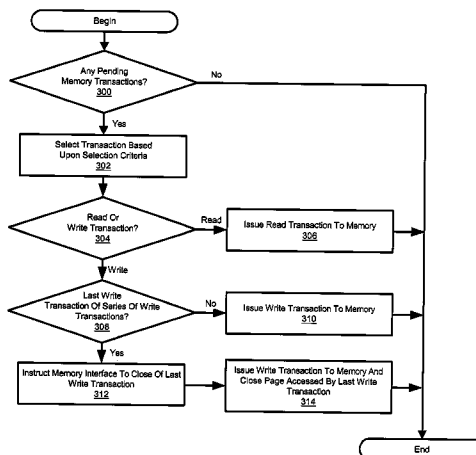 Begin
Any Pending
Memory Transactions?
300
No
Yes
Select Transaction Based
Upon Selection Criteria
302
Read Or
Write Transaction?
304
Read
Issue Read Transaction To Memory
306
Write
Last Write
Transaction Of Series Of Write
Transactions?
308
No
Issue Write Transaction To Memory
310
Yes
Instruct Memory Interface To Close Of Last
Write Transaction
312
Issue Write Transaction To Memory And
Close Page Accessed By Last Write
Transaction
314
End